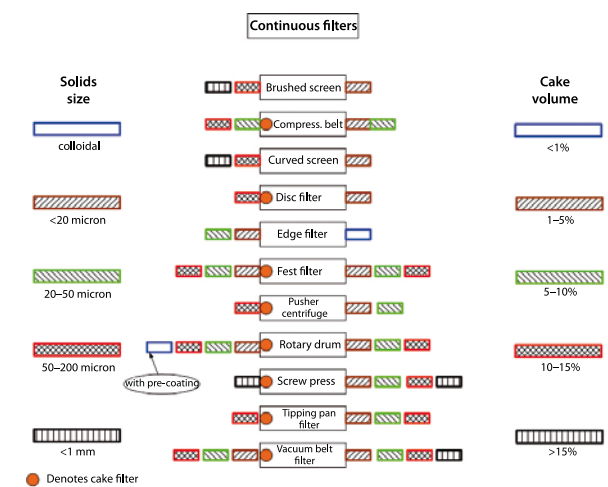 Continuous filters
Solids
size
Cake
volume
Brushed screen
Compress. belt
colloidal
<1%
Curved screen
Disc filter
<20 micron
1–5%
Edge filter
Fest filter
20–50 micron
5–10%
Pusher
centrifuge
Rotary drum
50–200 micron
10–15%
with pre-coating
Screw press
Tipping pan
filter
<1 mm
>15%
Vacuum belt
filter
Denotes cake filter